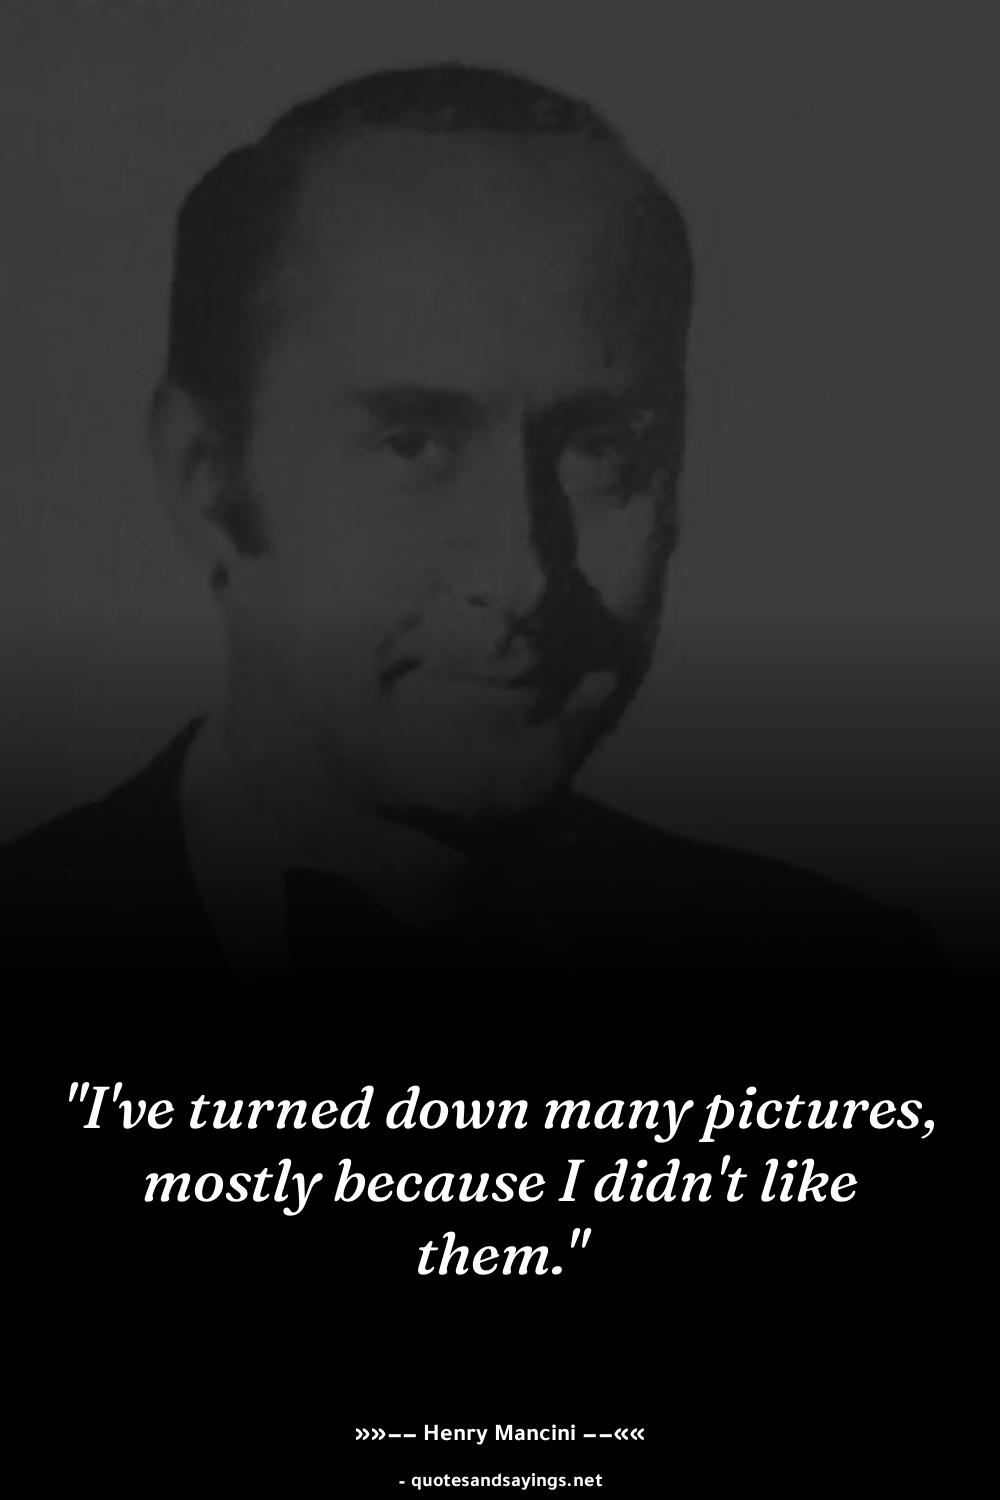 "I've turned down many pictures,
mostly because I didn't like
them."
»»–– Henry Mancini ––««
- quotesandsayings.net